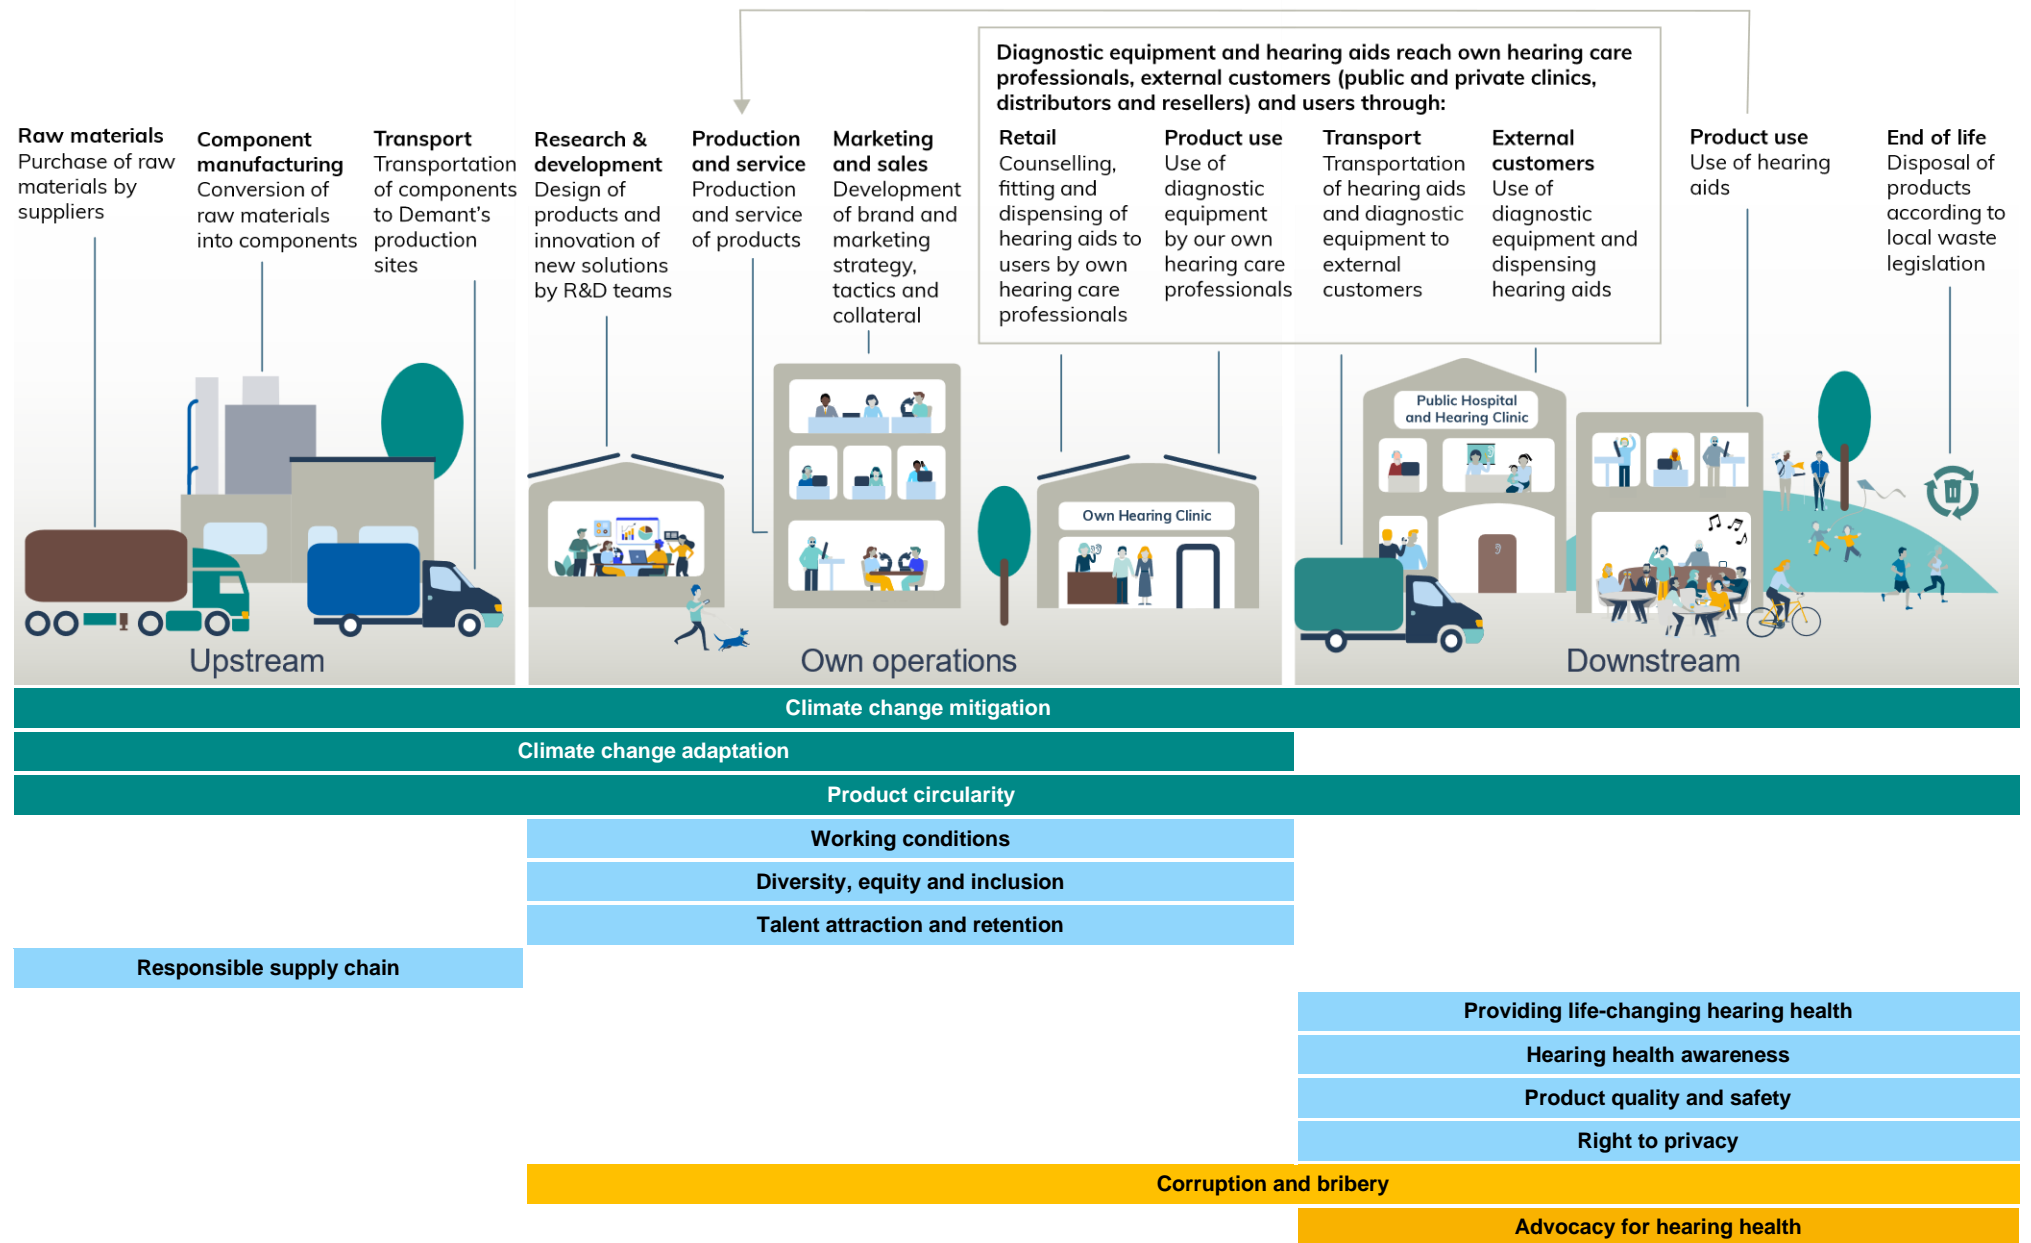 Diagnostic equipment and hearing aids reach own hearing care
professionals, external customers (public and private clinics,
distributors and resellers) and users through:
Raw materials
Purchase of raw
materials by
suppliers
Component
manufacturing
Conversion of
raw materials
into components
Transport
Transportation
of components
to Demant's
production
sites
Research &
development
Design of
products and
innovation of
new solutions
by R&D teams
Production
and service
Production
and service
of products
Marketing
and sales
Development
of brand and
marketing
strategy,
tactics and
collateral
Retail
Counselling,
fitting and
dispensing of
hearing aids to
users by own
hearing care
professionals
Product use
Use of
diagnostic
equipment
by our own
hearing care
professionals
Transport
Transportation
of hearing aids
and diagnostic
equipment to
external
customers
External
customers
Use of
diagnostic
equipment and
dispensing
hearing aids
Product use
Use of hearing
aids
End of life
Disposal of
products
according to
local waste
legislation
Public Hospital
and Hearing Clinic
Own Hearing Clinic
Upstream
Own operations
Downstream
Climate change mitigation
Climate change adaptation
Product circularity
Working conditions
Diversity, equity and inclusion
Talent attraction and retention
Responsible supply chain
Providing life-changing hearing health
Hearing health awareness
Product quality and safety
Right to privacy
Corruption and bribery
Advocacy for hearing health